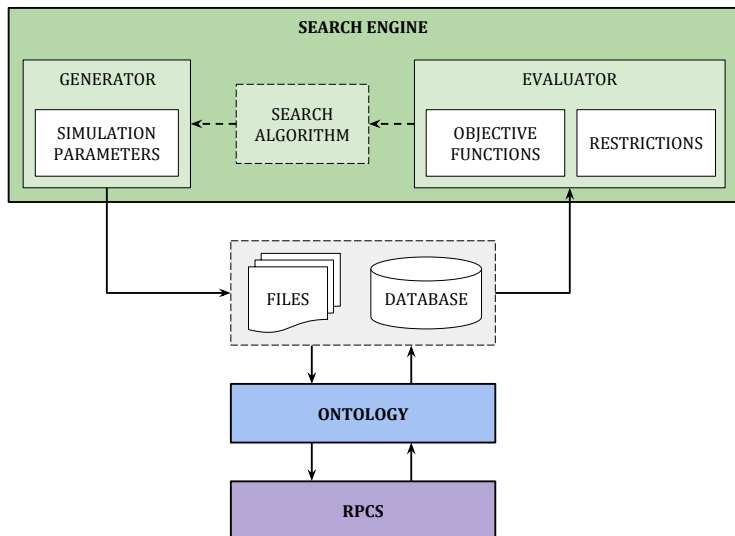 SEARCH ENGINE
GENERATOR
SIMULATION
PARAMETERS
SEARCH
ALGORITHM
EVALUATOR
OBJECTIVE
FUNCTIONS
RESTRICTIONS
FILES
DATABASE
ONTOLOGY
RPCS